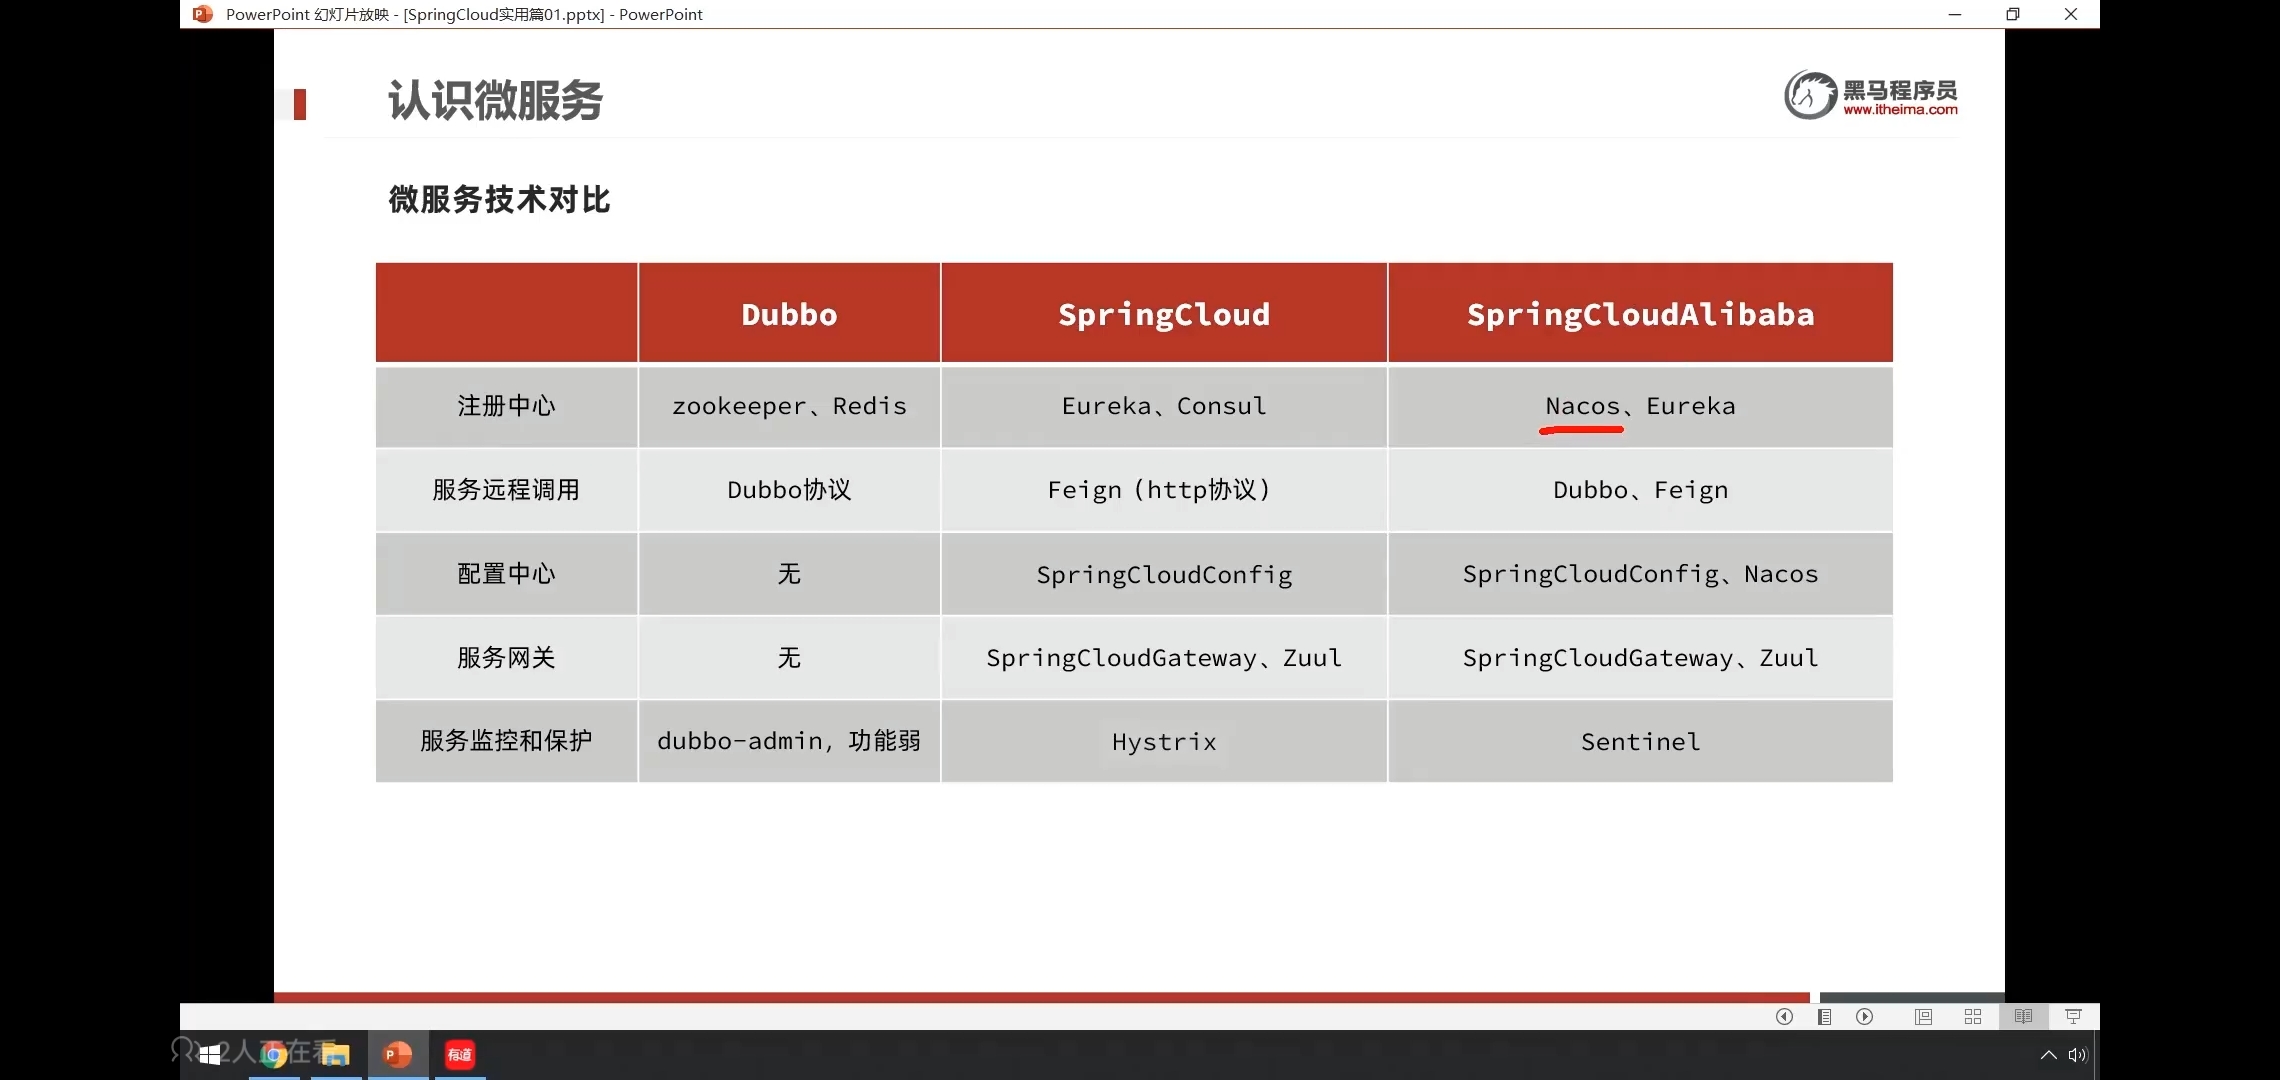 PowerPoint 幻灯片放映 - [SpringCloud实用篇01.pptx] - PowerPoint
认识微服务
黑马程序员
www.itheima.com
微服务技术对比
Dubbo SpringCloud SpringCloudAlibaba
注册中心 zookeeper、Redis Eureka、Consul Nacos、Eureka
服务远程调用 Dubbo协议 Feign（http协议） Dubbo、Feign
配置中心 无 SpringCloudConfig SpringCloudConfig、Nacos
服务网关 无 SpringCloudGateway、Zuul SpringCloudGateway、Zuul
服务监控和保护 dubbo-admin，功能弱 Hystrix Sentinel
2人正在看
有道